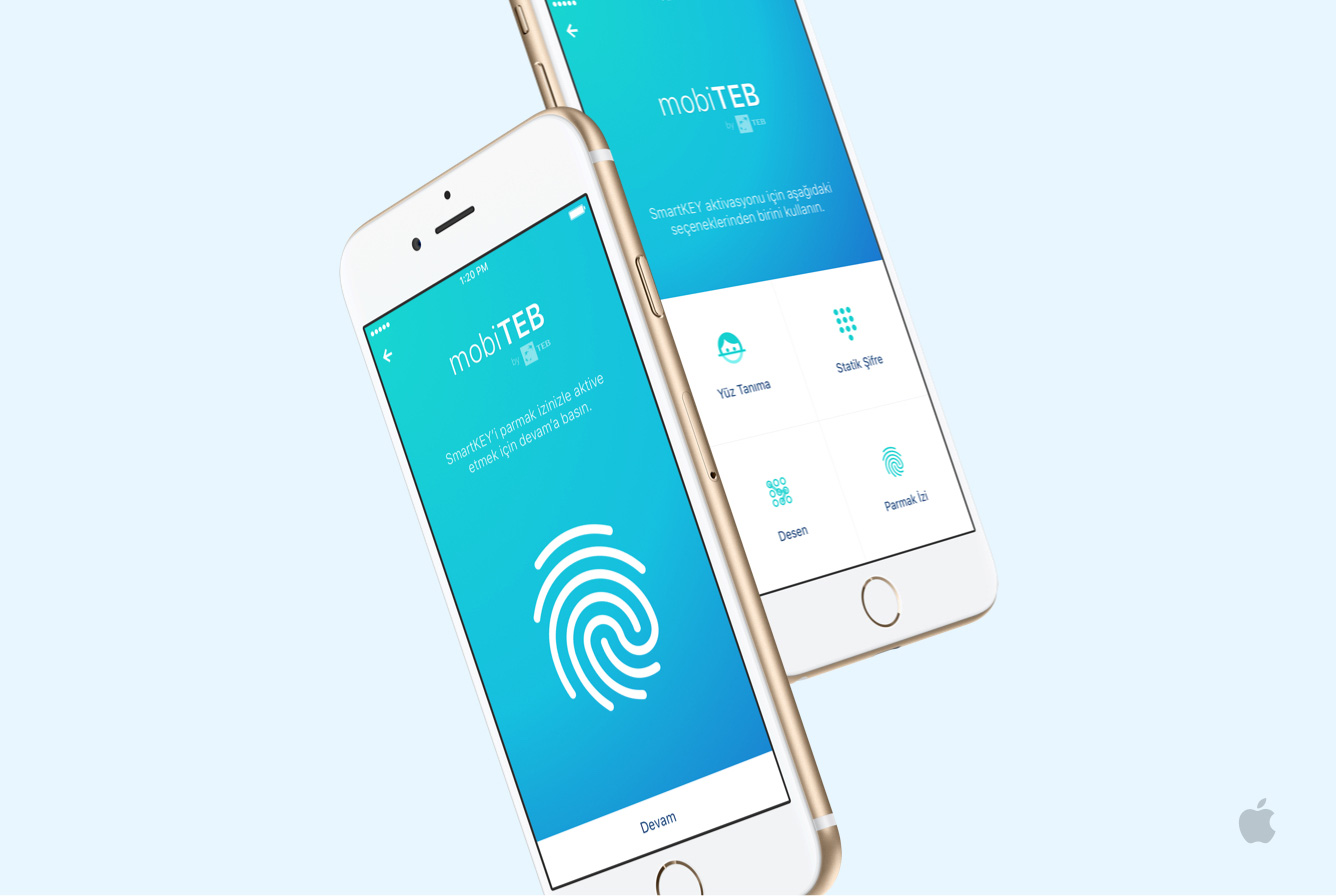 1:20 PM
mobiTEB
by TEB
SmartKEY'i parmak izinizle aktive
etmek için devam'a basın.
Devam
mobiTEB
by TEB
SmartKEY aktivasyonu için aşağıdaki
seçeneklerinden birini kullanın.
Yüz Tanıma
Statik Şifre
Desen
Parmak İzi